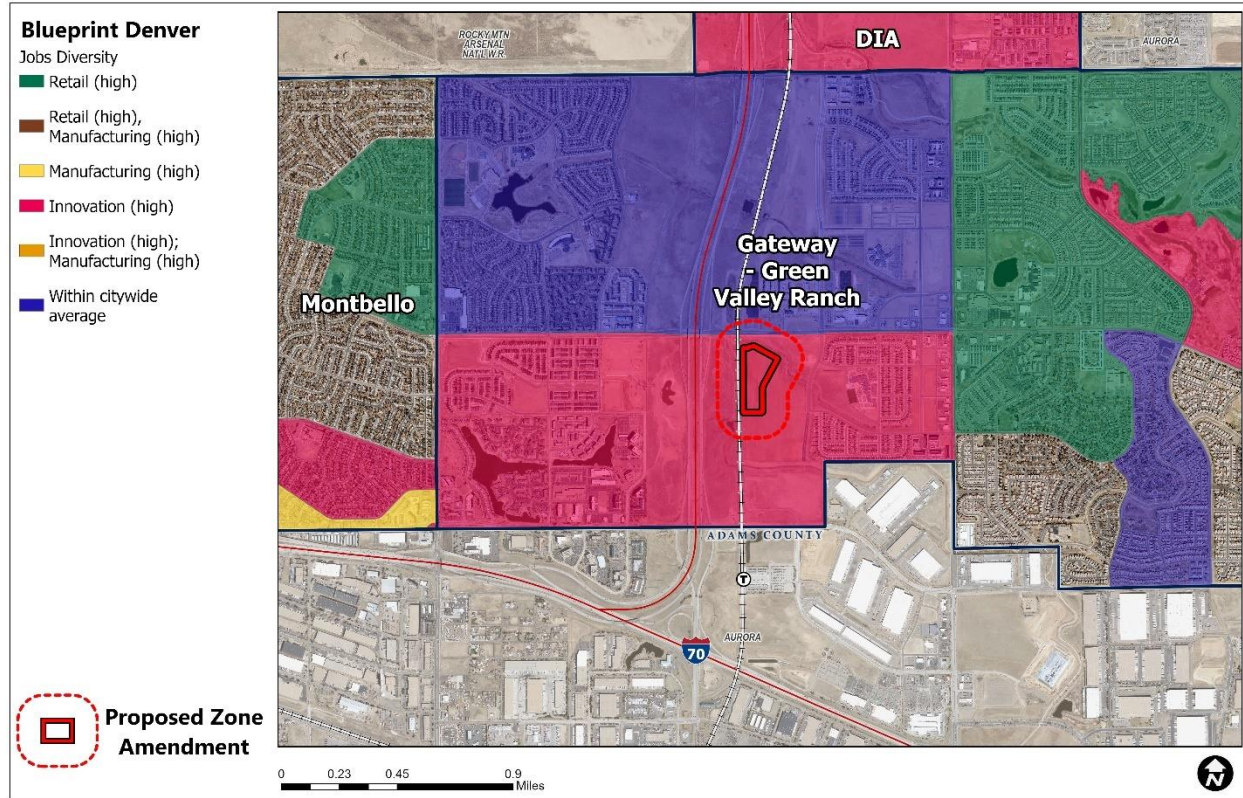 Blueprint Denver
Jobs Diversity
Retail (high)
Retail (high),
Manufacturing (high)
Manufacturing (high)
Innovation (high)
Innovation (high);
Manufacturing (high)
Within citywide
average
Proposed Zone
Amendment
ROCKY MTN
ARSENAL
NAT'L W.R.
DIA
AURORA
Montbello
Gateway
- Green
Valley Ranch
ADAMS COUNTY
T
AURORA
70
0 0.23 0.45 0.9
Miles
N